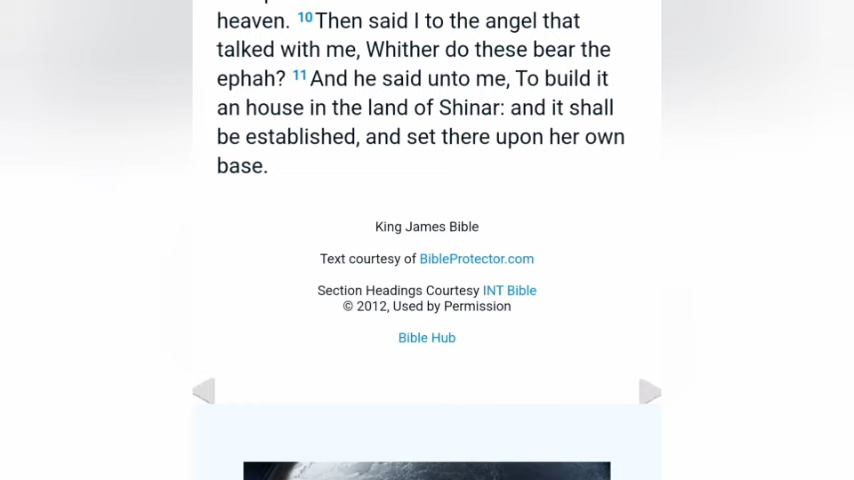 heaven. 10 Then said I to the angel that
talked with me, Whither do these bear the
ephah? 11 And he said unto me, To build it
an house in the land of Shinar: and it shall
be established, and set there upon her own
base.
King James Bible
Text courtesy of BibleProtector.com
Section Headings Courtesy INT Bible
© 2012, Used by Permission
Bible Hub